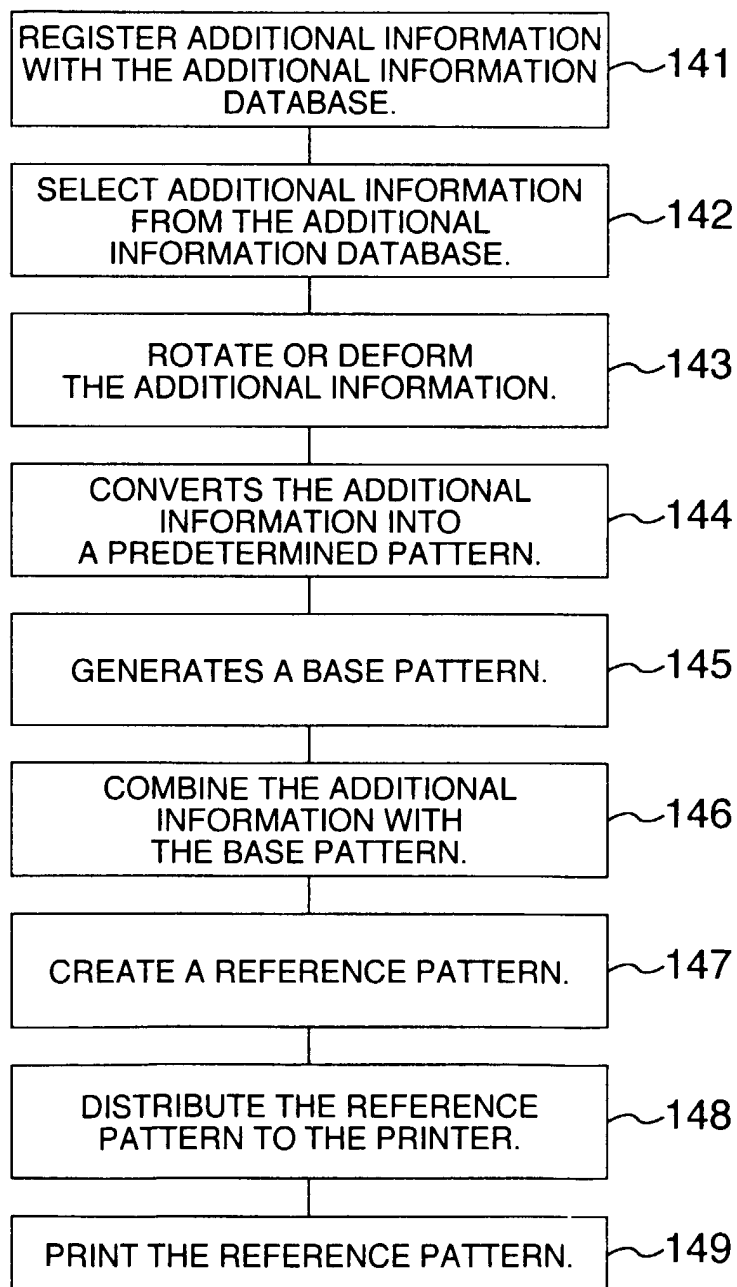 REGISTER ADDITIONAL INFORMATION
WITH THE ADDITIONAL INFORMATION
DATABASE.
141
SELECT ADDITIONAL INFORMATION
FROM THE ADDITIONAL
INFORMATION DATABASE.
142
ROTATE OR DEFORM
THE ADDITIONAL INFORMATION.
143
CONVERTS THE ADDITIONAL
INFORMATION INTO
A PREDETERMINED PATTERN.
144
GENERATES A BASE PATTERN.
145
COMBINE THE ADDITIONAL
INFORMATION WITH
THE BASE PATTERN.
146
CREATE A REFERENCE PATTERN.
147
DISTRIBUTE THE REFERENCE
PATTERN TO THE PRINTER.
148
PRINT THE REFERENCE PATTERN.
149